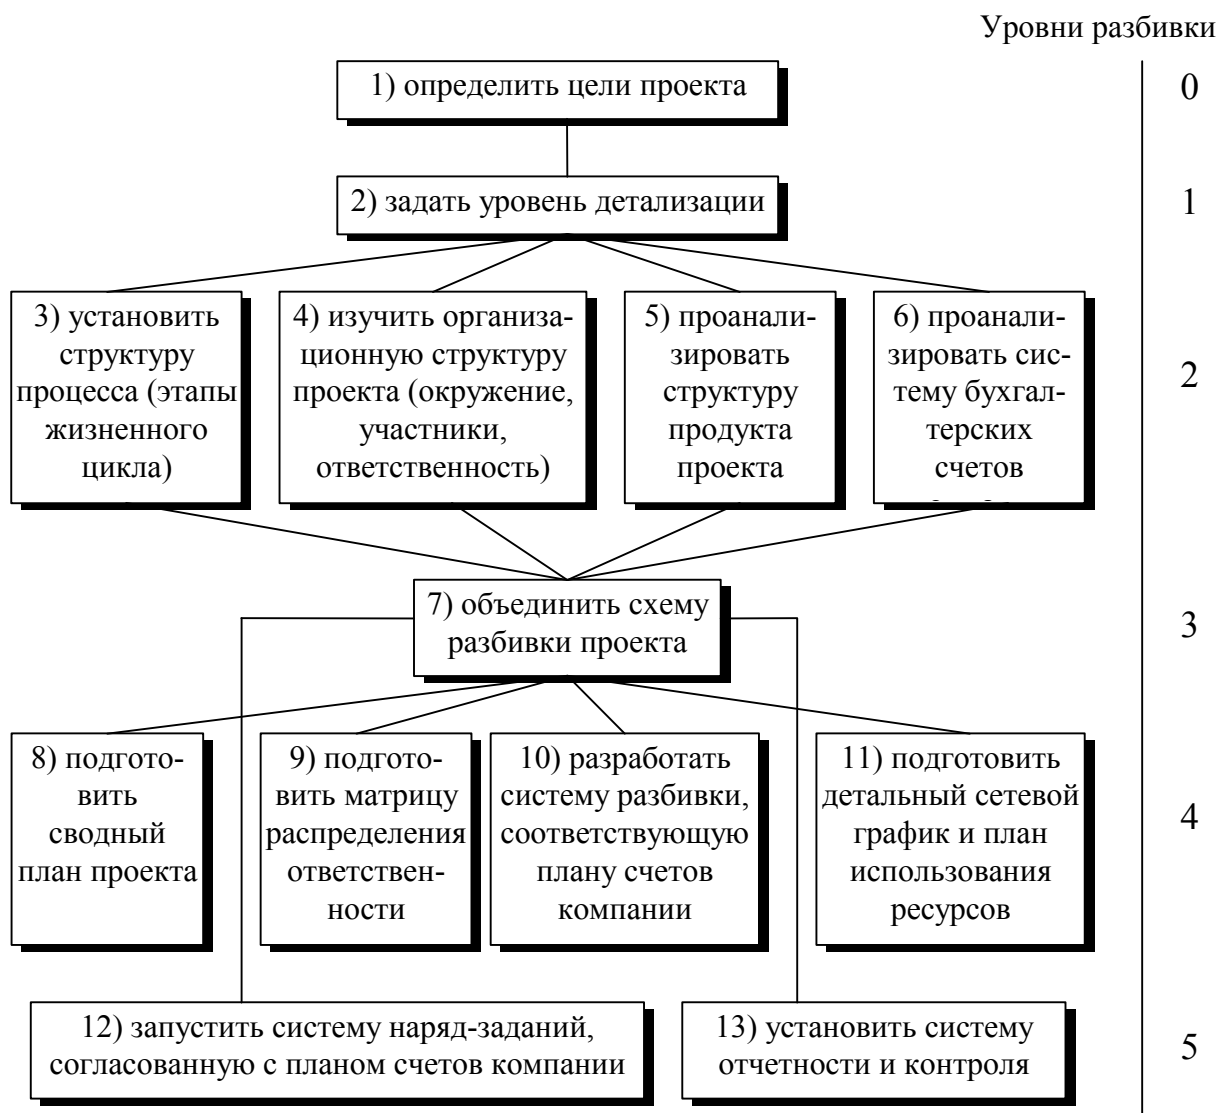 Уровни разбивки
1) определить цели проекта
0
2) задать уровень детализации
1
3) установить
структуру
процесса (этапы
жизненного
цикла)
4) изучить организа-
ционную структуру
проекта (окружение,
участники,
ответственность)
5) проанали-
зировать
структуру
продукта
проекта
6) проанали-
зировать сис-
тему бухгал-
терских
счетов
2
7) объединить схему
разбивки проекта
3
8) подгото-
вить
сводный
план проекта
9) подгото-
вить матрицу
распределения
ответствен-
ности
10) разработать
систему разбивки,
соответствующую
плану счетов
компании
11) подготовить
детальный сетевой
график и план
использования
ресурсов
4
12) запустить систему наряд-заданий,
согласованную с планом счетов компании
13) установить систему
отчетности и контроля
5